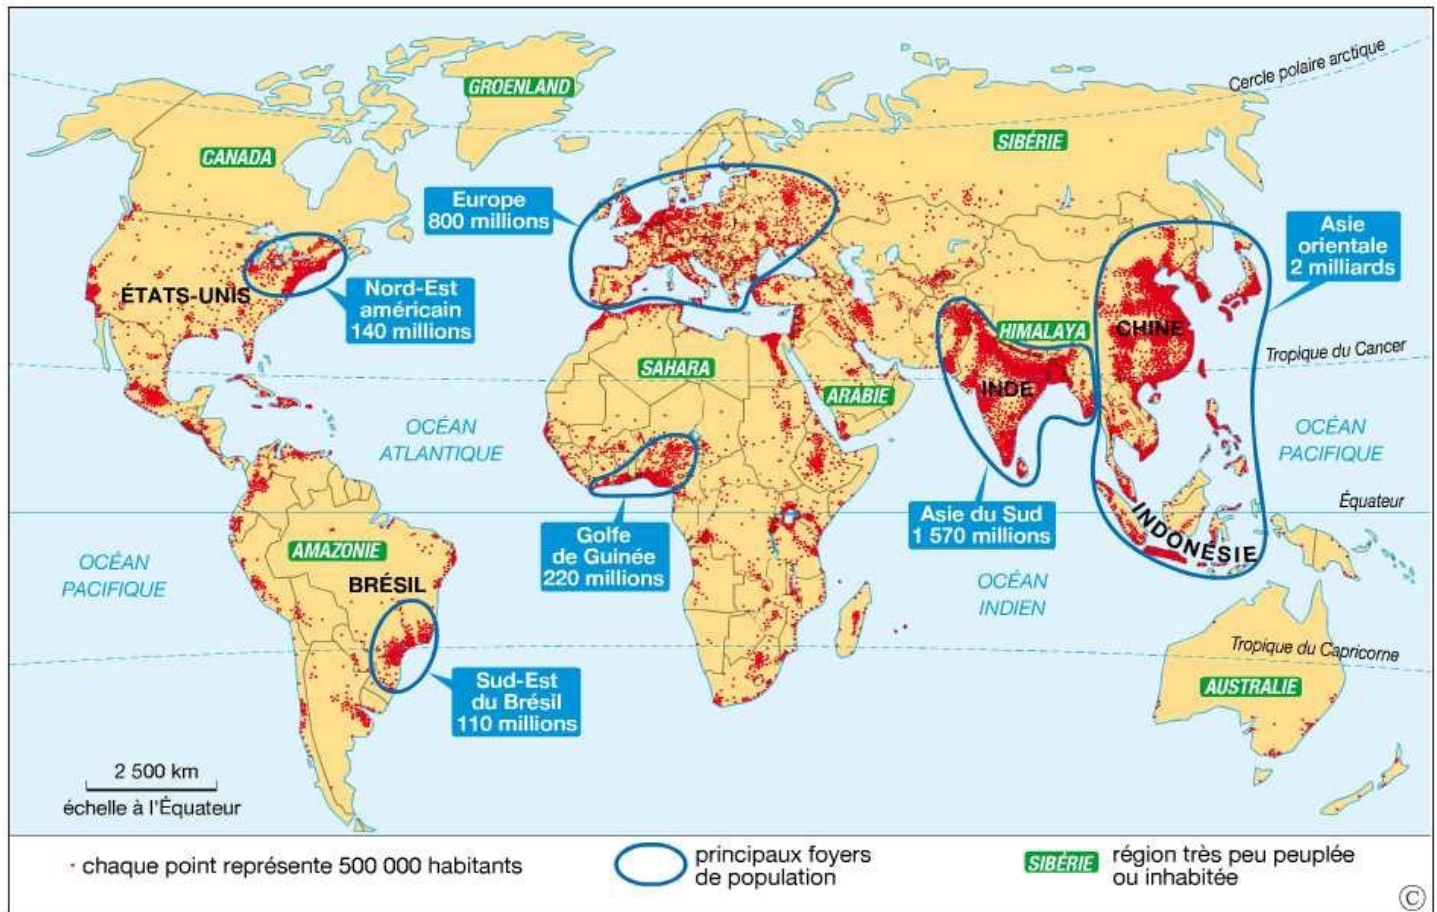 Cercle polaire arctique
GROENLAND
CANADA
SIBÉRIE
Europe
800 millions
Asie
orientale
2 milliards
ÉTATS-UNIS
Nord-Est
américain
140 millions
HIMALAYA
CHINE
Tropique du Cancer
SAHARA
INDE
ARABIE
OCÉAN
ATLANTIQUE
OCÉAN
PACIFIQUE
Équateur
Asie du Sud
1 570 millions
INDONÉSIE
Golfe
de Guinée
220 millions
AMAZONIE
BRÉSIL
OCÉAN
PACIFIQUE
OCÉAN
INDIEN
Tropique du Capricorne
Sud-Est
du Brésil
110 millions
AUSTRALIE
2 500 km
échelle à l'Équateur
chaque point représente 500 000 habitants
principaux foyers
de population
SIBÉRIE
région très peu peuplée
ou inhabitée
©